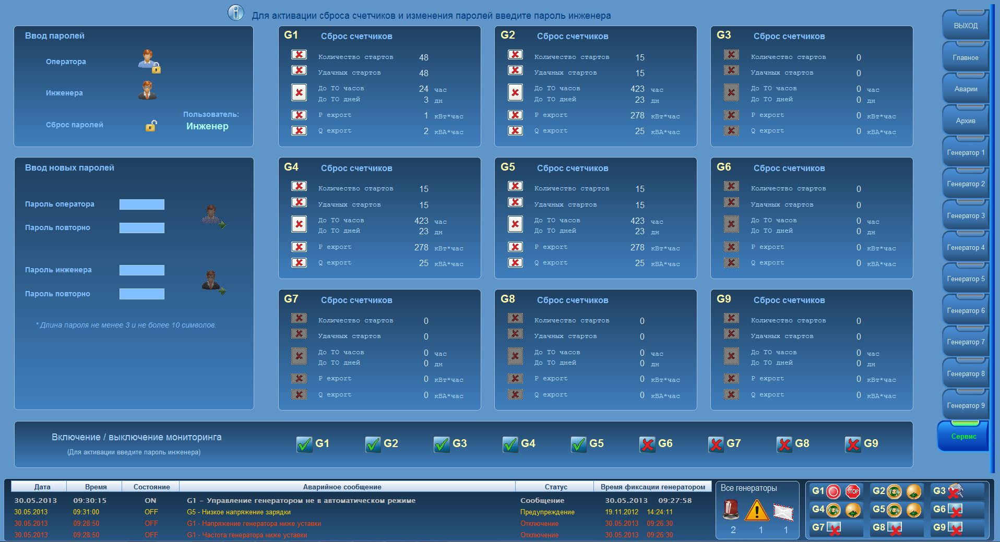 Для активации сброса счетчиков и изменения паролей введите пароль инженера
Ввод паролей
Оператора
Инженера
Сброс паролей
Пользователь:
Инженер
Ввод новых паролей
Пароль оператора
Пароль повторно
Пароль инженера
Пароль повторно
* Длина пароля не менее 3 и не более 10 символов.
G1 Сброс счетчиков
Количество стартов 48
Удачных стартов 48
До ТО часов 24 час
До ТО дней 3 дн
P export 1 кВт*час
Q export 2 кВА*час
G2 Сброс счетчиков
Количество стартов 15
Удачных стартов 15
До ТО часов 423 час
До ТО дней 23 дн
P export 278 кВт*час
Q export 25 кВА*час
G3 Сброс счетчиков
Количество стартов 0
Удачных стартов 0
До ТО часов 0 час
До ТО дней 0 дн
P export 0 кВт*час
Q export 0 кВА*час
G4 Сброс счетчиков
Количество стартов 15
Удачных стартов 15
До ТО часов 423 час
До ТО дней 23 дн
P export 278 кВт*час
Q export 25 кВА*час
G5 Сброс счетчиков
Количество стартов 15
Удачных стартов 15
До ТО часов 423 час
До ТО дней 23 дн
P export 278 кВт*час
Q export 25 кВА*час
G6 Сброс счетчиков
Количество стартов 0
Удачных стартов 0
До ТО часов 0 час
До ТО дней 0 дн
P export 0 кВт*час
Q export 0 кВА*час
G7 Сброс счетчиков
Количество стартов 0
Удачных стартов 0
До ТО часов 0 час
До ТО дней 0 дн
P export 0 кВт*час
Q export 0 кВА*час
G8 Сброс счетчиков
Количество стартов 0
Удачных стартов 0
До ТО часов 0 час
До ТО дней 0 дн
P export 0 кВт*час
Q export 0 кВА*час
G9 Сброс счетчиков
Количество стартов 0
Удачных стартов 0
До ТО часов 0 час
До ТО дней 0 дн
P export 0 кВт*час
Q export 0 кВА*час
ВЫХОД
Главное
Аварии
Архив
Генератор 1
Генератор 2
Генератор 3
Генератор 4
Генератор 5
Генератор 6
Генератор 7
Генератор 8
Генератор 9
Сервис
Включение / выключение мониторинга
(Для активации введите пароль инженера)
G1 G2 G3 G4 G5 G6 G7 G8 G9
Дата Время Состояние Аварийное сообщение Статус Время фиксации генератором
30.05.2013 09:30:15 ON G1 - Управление генератором не в автоматическом режиме Сообщение 30.05.2013 09:27:58
30.05.2013 09:31:00 OFF G5 - Низкое напряжение зарядки Предупреждение 19.11.2012 14:24:11
30.05.2013 09:28:50 OFF G1 - Напряжение генератора ниже уставки Отключение 30.05.2013 09:26:30
30.05.2013 09:28:50 OFF G1 - Частота генератора ниже уставки Отключение 30.05.2013 09:26:30
Все генераторы
2 1 1
G1 STOP G2 G3
G4 G5 G6
G7 G8 G9